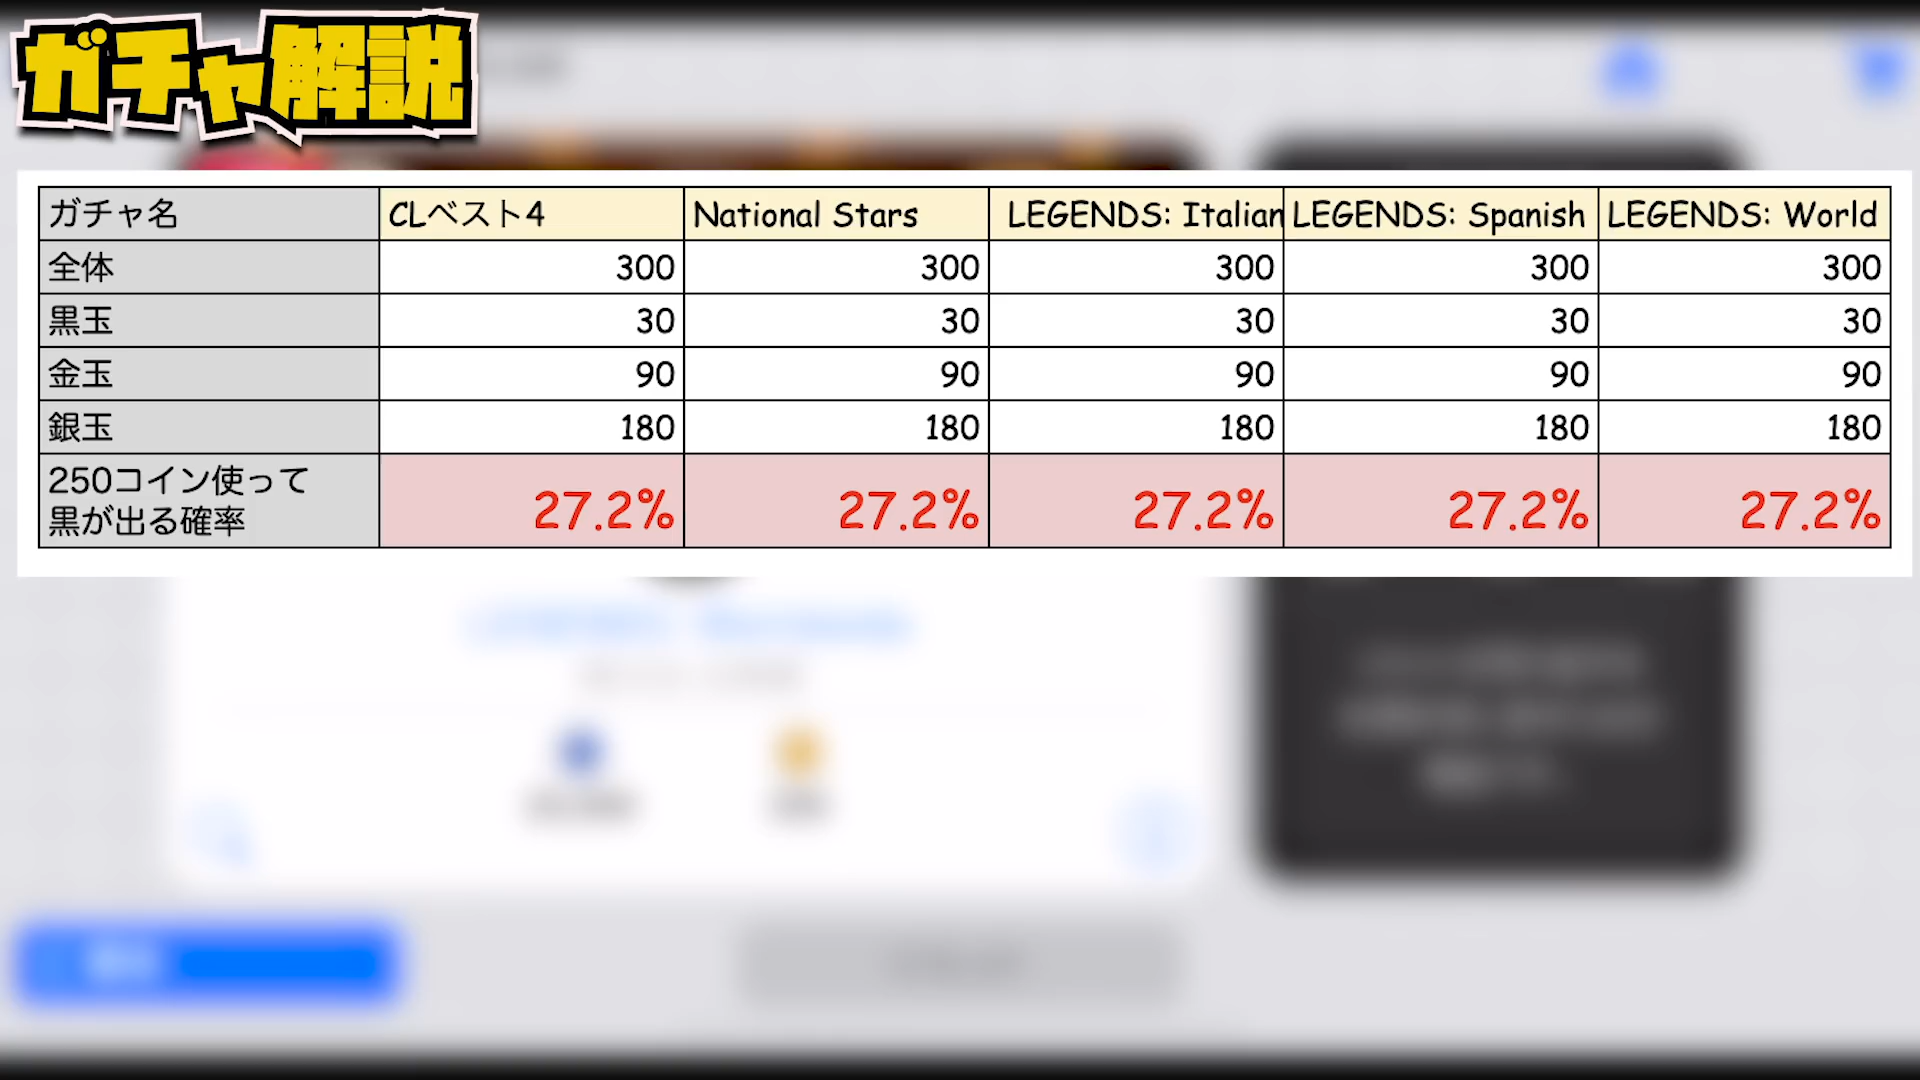 ガチャ解説
ガチャ名 CLベスト4 National Stars LEGENDS: Italian LEGENDS: Spanish LEGENDS: World
全体 300 300 300 300 300
黒玉 30 30 30 30 30
金玉 90 90 90 90 90
銀玉 180 180 180 180 180
250コイン使って
黒が出る確率 27.2% 27.2% 27.2% 27.2% 27.2%